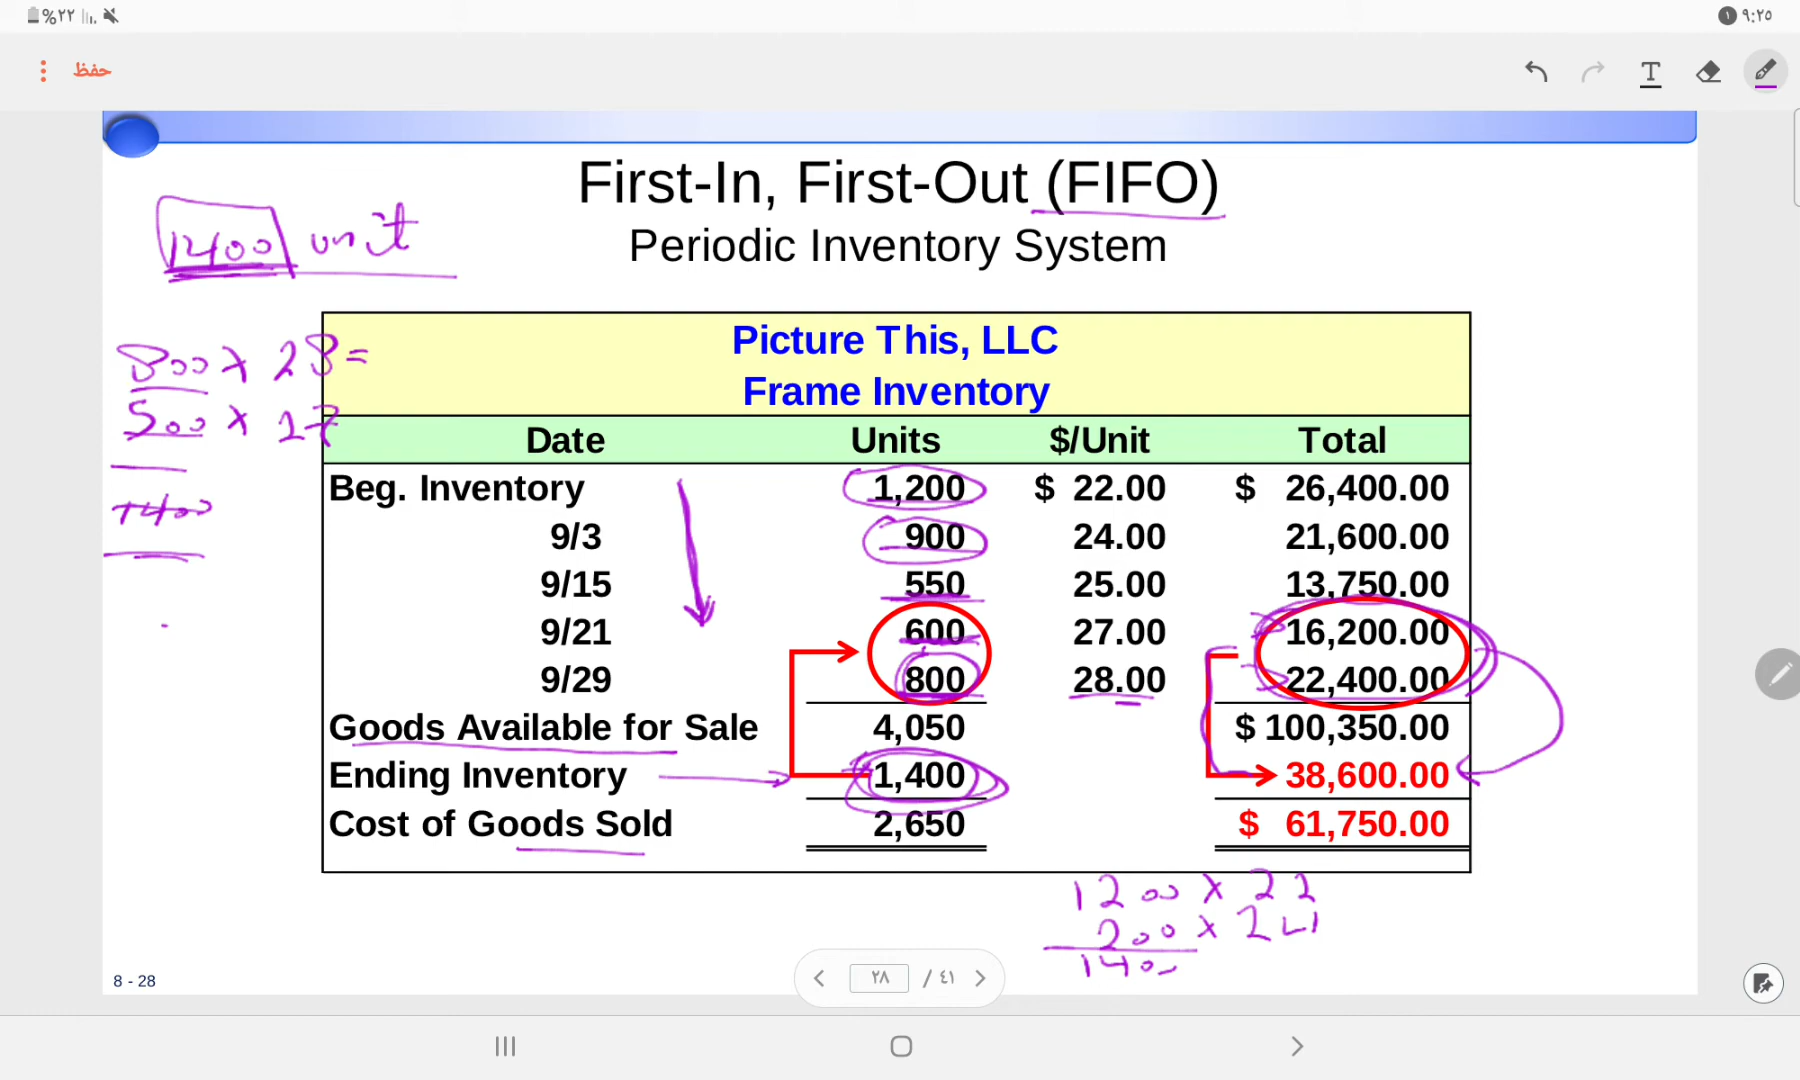 %٢٢ ٩:٢٥
حفظ T
First-In, First-Out (FIFO)
1400 unit
Periodic Inventory System
800 x 28 =
500 x 27
1400
Picture This, LLC
Frame Inventory
Date Units $/Unit Total
Beg. Inventory 1,200 $ 22.00 $ 26,400.00
9/3 900 24.00 21,600.00
9/15 550 25.00 13,750.00
9/21 600 27.00 16,200.00
9/29 800 28.00 22,400.00
Goods Available for Sale 4,050 $ 100,350.00
Ending Inventory 1,400 38,600.00
Cost of Goods Sold 2,650 $ 61,750.00
1200 x 22
200 x 24
1400
8 - 28
٢٨ / ٤١